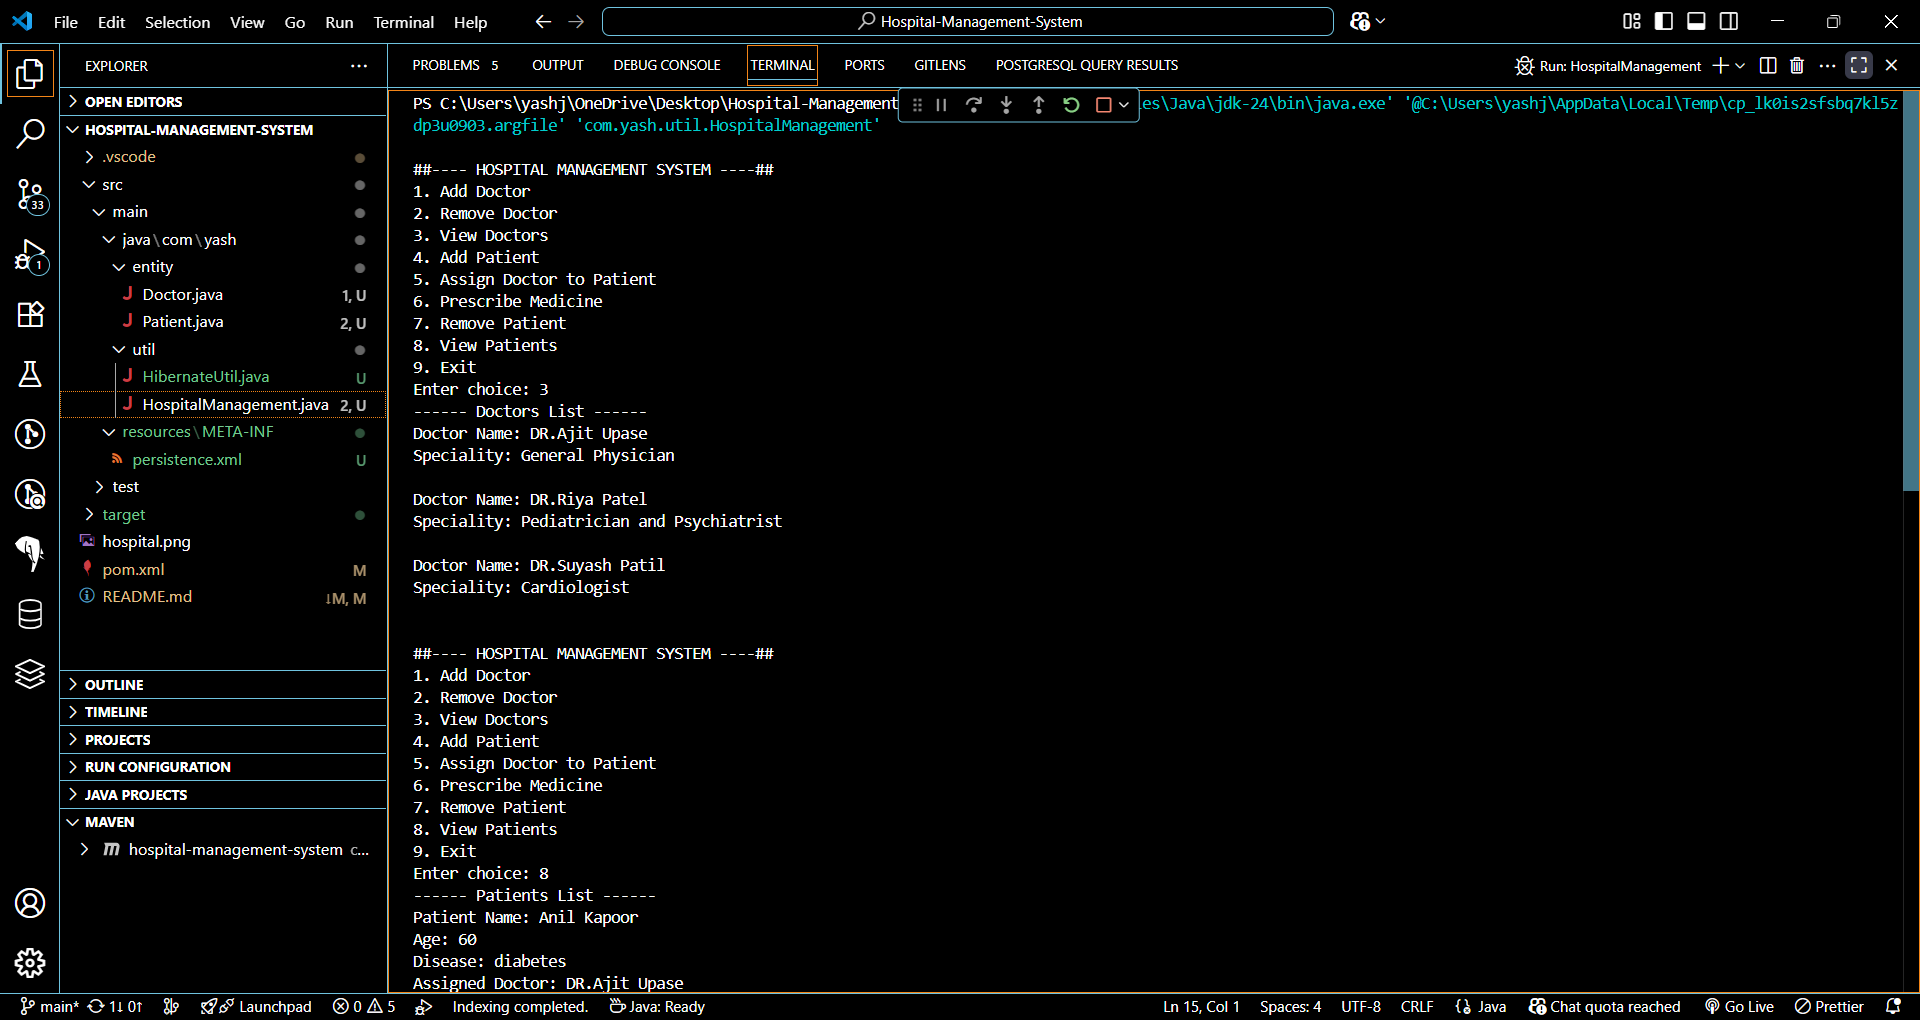 File Edit Selection View Go Run Terminal Help
Hospital-Management-System
EXPLORER
PROBLEMS 5 OUTPUT DEBUG CONSOLE TERMINAL PORTS GITLENS POSTGRESQL QUERY RESULTS
Run: HospitalManagement
OPEN EDITORS
HOSPITAL-MANAGEMENT-SYSTEM
.vscode
src
main
java\com\yash
entity
Doctor.java 1, U
Patient.java 2, U
util
HibernateUtil.java U
HospitalManagement.java 2, U
resources\META-INF
persistence.xml U
test
target
hospital.png
pom.xml M
README.md ↓M, M
OUTLINE
TIMELINE
PROJECTS
RUN CONFIGURATION
JAVA PROJECTS
MAVEN
hospital-management-system c...
33
1
PS C:\Users\yashj\OneDrive\Desktop\Hospital-Management es\Java\jdk-24\bin\java.exe' '@C:\Users\yashj\AppData\Local\Temp\cp_lk0is2sfsbq7kl5z
dp3u0903.argfile' 'com.yash.util.HospitalManagement'
##---- HOSPITAL MANAGEMENT SYSTEM ----##
1. Add Doctor
2. Remove Doctor
3. View Doctors
4. Add Patient
5. Assign Doctor to Patient
6. Prescribe Medicine
7. Remove Patient
8. View Patients
9. Exit
Enter choice: 3
------ Doctors List ------
Doctor Name: DR.Ajit Upase
Speciality: General Physician
Doctor Name: DR.Riya Patel
Speciality: Pediatrician and Psychiatrist
Doctor Name: DR.Suyash Patil
Speciality: Cardiologist
##---- HOSPITAL MANAGEMENT SYSTEM ----##
1. Add Doctor
2. Remove Doctor
3. View Doctors
4. Add Patient
5. Assign Doctor to Patient
6. Prescribe Medicine
7. Remove Patient
8. View Patients
9. Exit
Enter choice: 8
------ Patients List ------
Patient Name: Anil Kapoor
Age: 60
Disease: diabetes
Assigned Doctor: DR.Ajit Upase
main* 1↓ 0↑ Launchpad 0 5 Indexing completed. Java: Ready Ln 15, Col 1 Spaces: 4 UTF-8 CRLF {} Java Chat quota reached Go Live Prettier